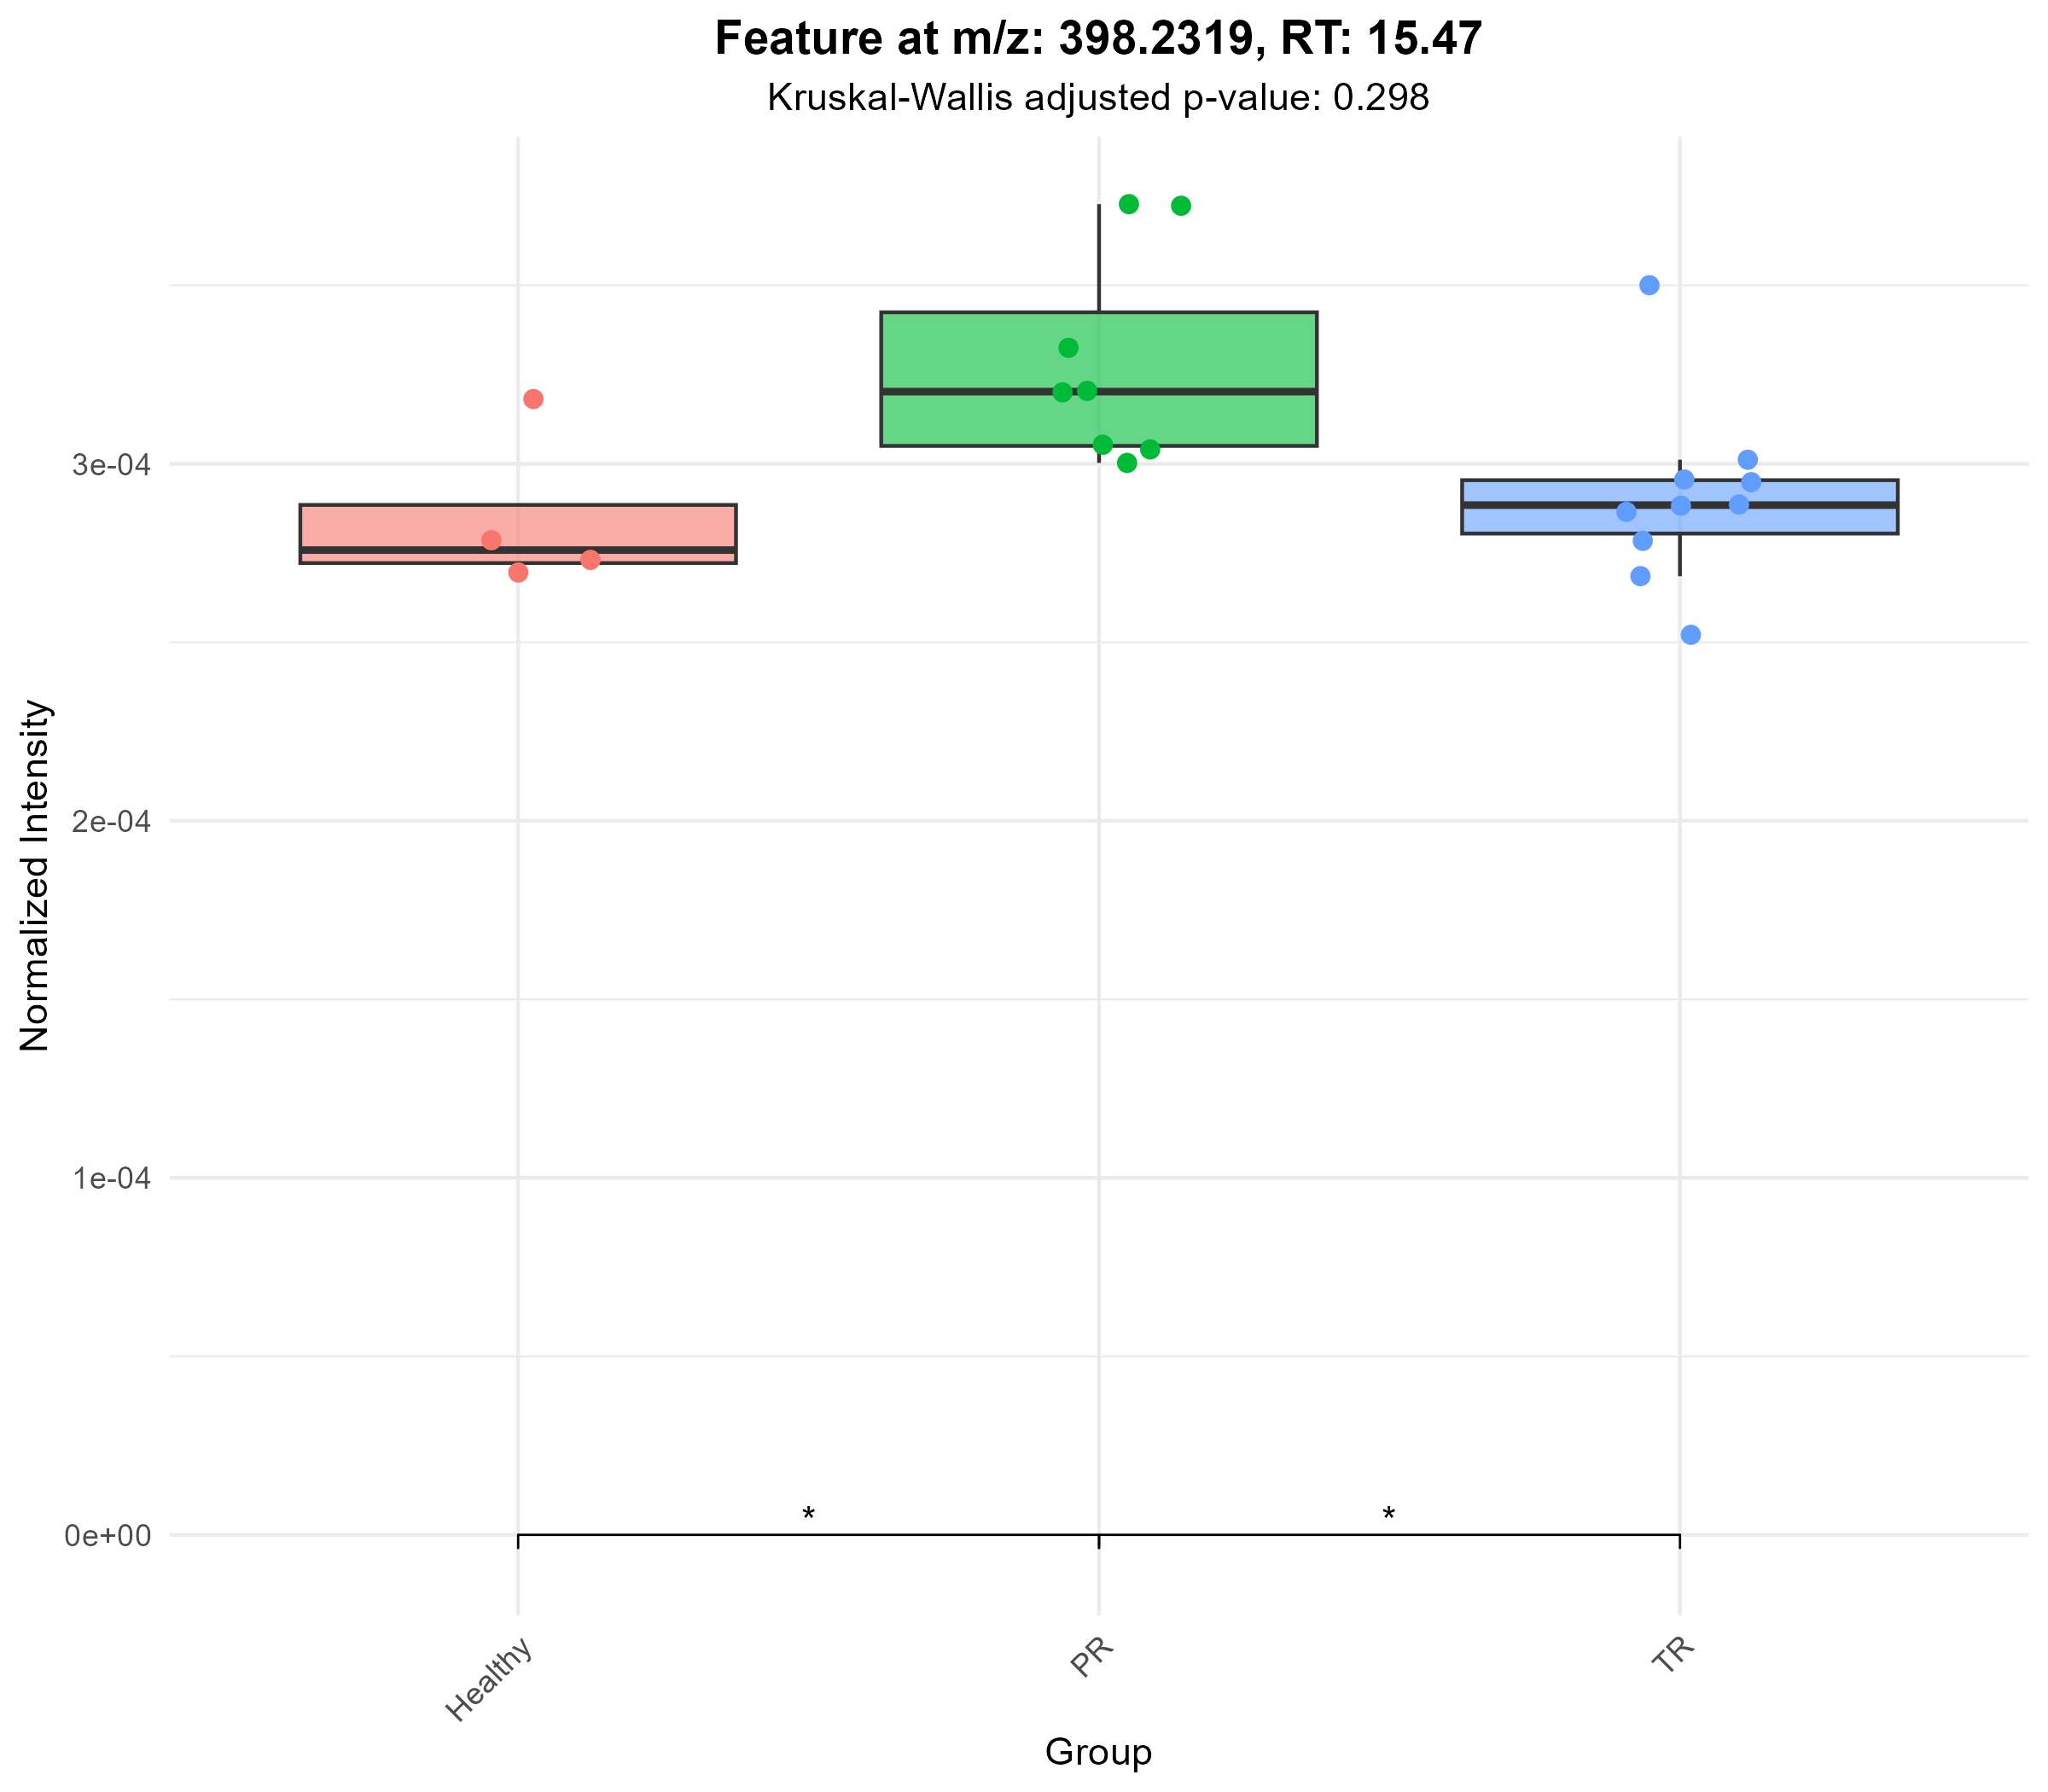 Feature at m/z: 398.2319, RT: 15.47
Kruskal-Wallis adjusted p-value: 0.298
Normalized Intensity
3e-04
2e-04
1e-04
0e+00
* *
Healthy PR TR
Group